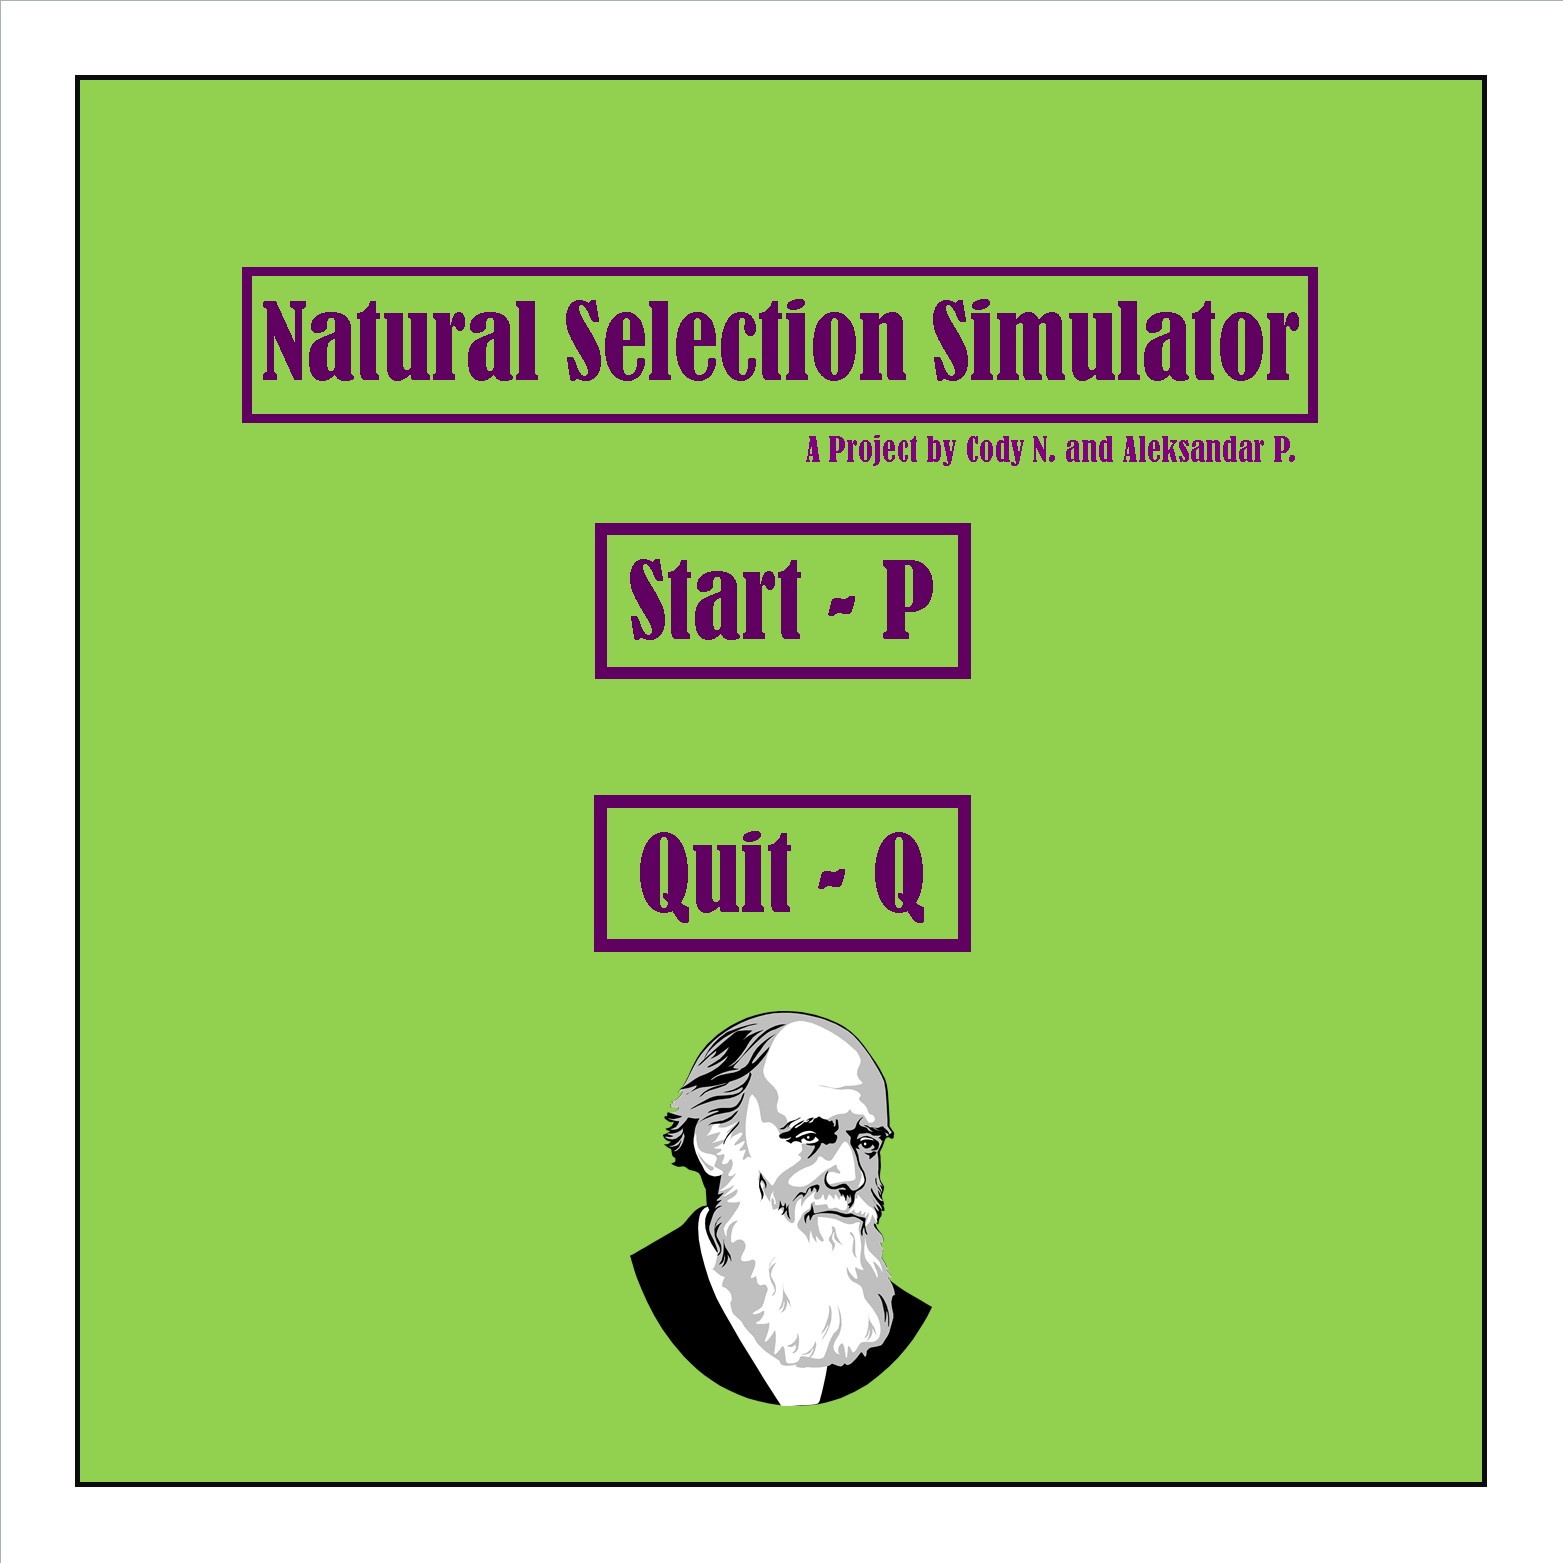 Natural Selection Simulator
A Project by Cody N. and Aleksandar P.
Start - P
Quit - Q